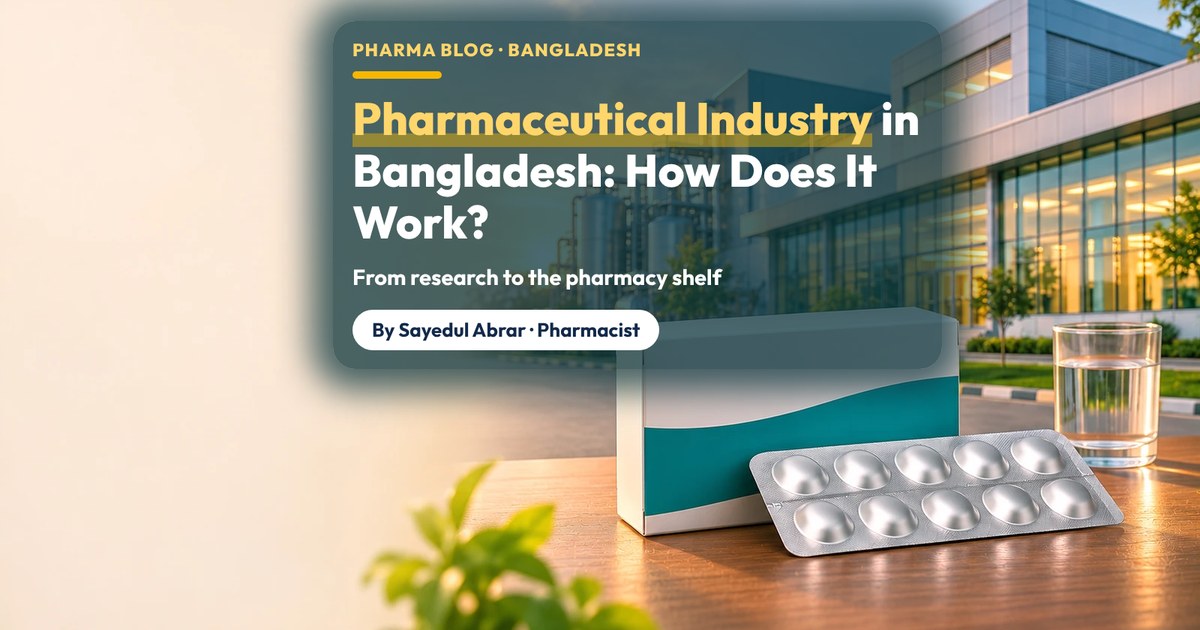 PHARMA BLOG · BANGLADESH
Pharmaceutical Industry in
Bangladesh: How Does It
Work?
From research to the pharmacy shelf
By Sayedul Abrar · Pharmacist